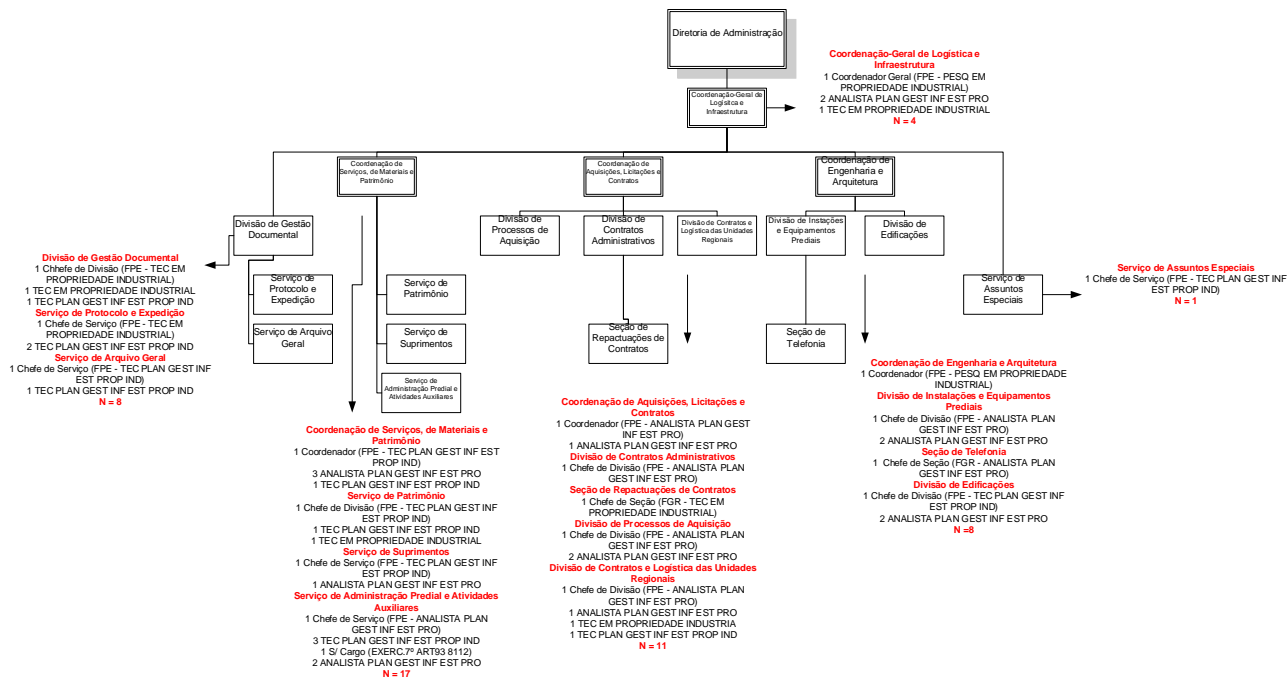 Diretoria de Administração
Coordenação-Geral de
Logísitca e
Infraestrutura
Coordenação-Geral de Logística e
Infraestrutura
1 Coordenador Geral (FPE - PESQ EM
PROPRIEDADE INDUSTRIAL)
2 ANALISTA PLAN GEST INF EST PRO
1 TEC EM PROPRIEDADE INDUSTRIAL
N = 4
Coordenação de
Serviços, de Materiais e
Patrimônio
Coordenação de
Aquisições, Licitações e
Contratos
Coordenação de
Engenharia e
Arquitetura
Divisão de Gestão
Documental
Divisão de
Processos de
Aquisição
Divisão de
Contratos
Administrativos
Divisão de Contratos e
Logística das Unidades
Regionais
Divisão de Instações
e Equipamentos
Prediais
Divisão de
Edificações
Serviço de
Protocolo e
Expedição
Serviço de Arquivo
Geral
Serviço de
Patrimônio
Serviço de
Suprimentos
Serviço de
Administração Predial e
Atividades Auxiliares
Seção de
Repactuações de
Contratos
Seção de
Telefonia
Serviço de
Assuntos
Especiais
Divisão de Gestão Documental
1 Chhefe de Divisão (FPE - TEC EM
PROPRIEDADE INDUSTRIAL)
1 TEC EM PROPRIEDADE INDUSTRIAL
1 TEC PLAN GEST INF EST PROP IND
Serviço de Protocolo e Expedição
1 Chefe de Serviço (FPE - TEC EM
PROPRIEDADE INDUSTRIAL)
2 TEC PLAN GEST INF EST PROP IND
Serviço de Arquivo Geral
1 Chefe de Serviço (FPE - TEC PLAN GEST INF
EST PROP IND)
1 TEC PLAN GEST INF EST PROP IND
N = 8
Coordenação de Serviços, de Materiais e
Patrimônio
1 Coordenador (FPE - TEC PLAN GEST INF EST
PROP IND)
3 ANALISTA PLAN GEST INF EST PRO
1 TEC PLAN GEST INF EST PROP IND
Serviço de Patrimônio
1 Chefe de Divisão (FPE - TEC PLAN GEST INF
EST PROP IND)
1 TEC PLAN GEST INF EST PROP IND
1 TEC EM PROPRIEDADE INDUSTRIAL
Serviço de Suprimentos
1 Chefe de Serviço (FPE - TEC PLAN GEST INF
EST PROP IND)
1 ANALISTA PLAN GEST INF EST PRO
Serviço de Administração Predial e Atividades
Auxiliares
1 Chefe de Serviço (FPE - ANALISTA PLAN
GEST INF EST PRO)
3 TEC PLAN GEST INF EST PROP IND
1 S/ Cargo (EXERC.7º ART93 8112)
2 ANALISTA PLAN GEST INF EST PRO
N = 17
Coordenação de Aquisições, Licitações e
Contratos
1 Coordenador (FPE - ANALISTA PLAN GEST
INF EST PRO)
1 ANALISTA PLAN GEST INF EST PRO
Divisão de Contratos Administrativos
1 Chefe de Divisão (FPE - ANALISTA PLAN
GEST INF EST PRO)
Seção de Repactuações de Contratos
1 Chefe de Seção (FGR - TEC EM
PROPRIEDADE INDUSTRIAL)
Divisão de Processos de Aquisição
1 Chefe de Divisão (FPE - ANALISTA PLAN
GEST INF EST PRO)
2 ANALISTA PLAN GEST INF EST PRO
Divisão de Contratos e Logística das Unidades
Regionais
1 Chefe de Divisão (FPE - ANALISTA PLAN
GEST INF EST PRO)
1 ANALISTA PLAN GEST INF EST PRO
1 TEC EM PROPRIEDADE INDUSTRIA
1 TEC PLAN GEST INF EST PROP IND
N = 11
Coordenação de Engenharia e Arquitetura
1 Coordenador (FPE - PESQ EM PROPRIEDADE
INDUSTRIAL)
Divisão de Instalações e Equipamentos
Prediais
1 Chefe de Divisão (FPE - ANALISTA PLAN
GEST INF EST PRO)
2 ANALISTA PLAN GEST INF EST PRO
Seção de Telefonia
1 Chefe de Seção (FGR - ANALISTA PLAN
GEST INF EST PRO)
Divisão de Edificações
1 Chefe de Divisão (FPE - TEC PLAN GEST INF
EST PROP IND)
2 ANALISTA PLAN GEST INF EST PRO
N =8
Serviço de Assuntos Especiais
1 Chefe de Serviço (FPE - TEC PLAN GEST INF
EST PROP IND)
N = 1